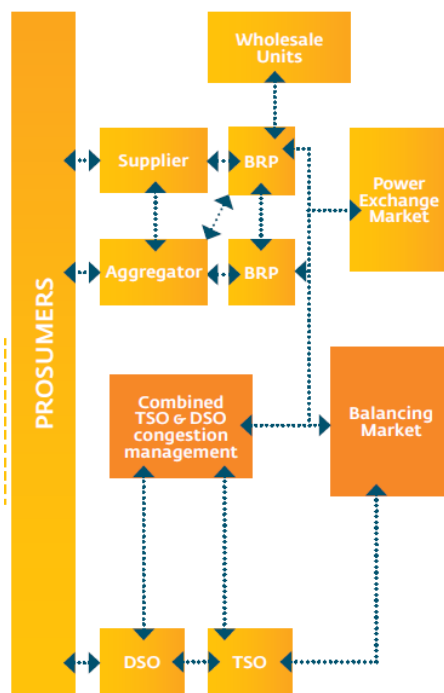 Wholesale
Units
Supplier
BRP
Power
Exchange
Market
Aggregator
BRP
PROSUMERS
Combined
TSO & DSO
congestion
management
Balancing
Market
DSO
TSO